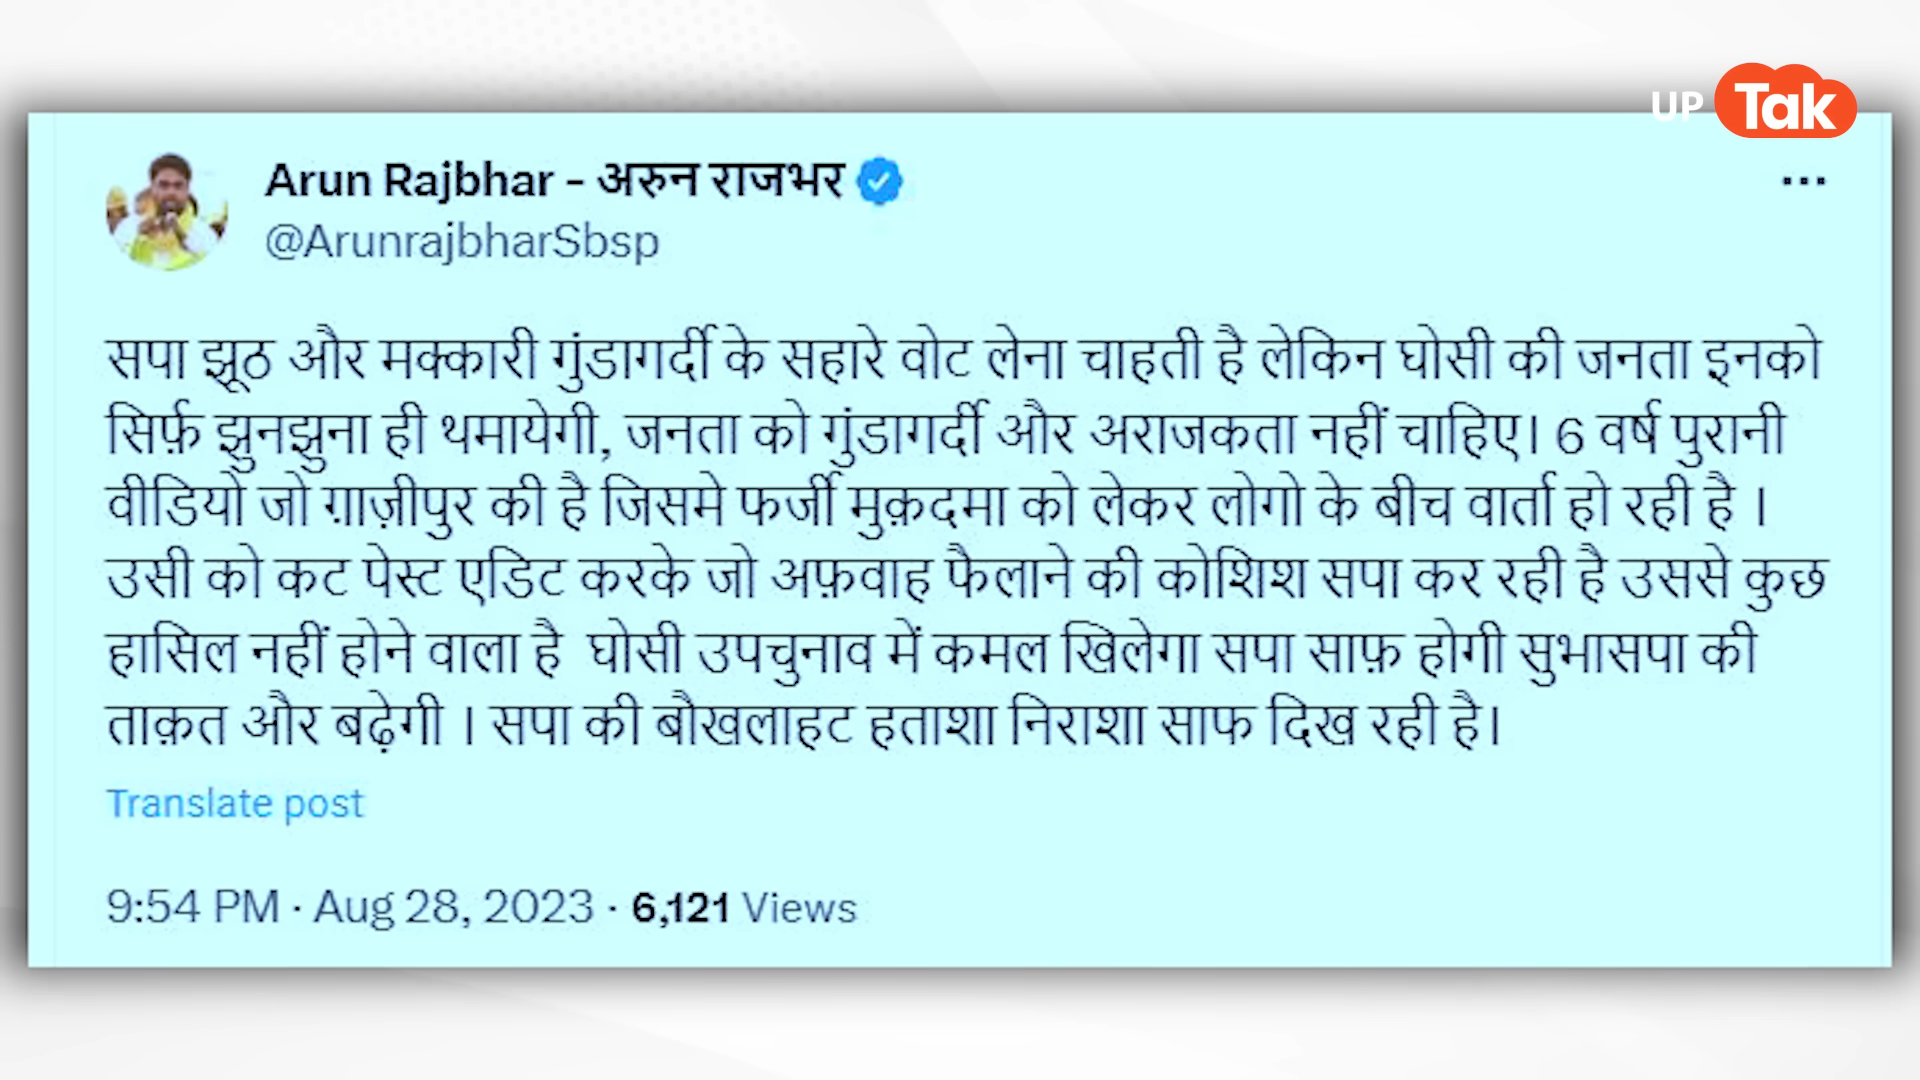 UP Tak
Arun Rajbhar - अरुन राजभर
@ArunrajbharSbsp
सपा झूठ और मक्कारी गुंडागर्दी के सहारे वोट लेना चाहती है लेकिन घोसी की जनता इनको
सिर्फ़ झुनझुना ही थमायेगी, जनता को गुंडागर्दी और अराजकता नहीं चाहिए। 6 वर्ष पुरानी
वीडियो जो ग़ाज़ीपुर की है जिसमे फर्जी मुक़दमा को लेकर लोगो के बीच वार्ता हो रही है ।
उसी को कट पेस्ट एडिट करके जो अफ़वाह फैलाने की कोशिश सपा कर रही है उससे कुछ
हासिल नहीं होने वाला है  घोसी उपचुनाव में कमल खिलेगा सपा साफ़ होगी सुभासपा की
ताक़त और बढ़ेगी । सपा की बौखलाहट हताशा निराशा साफ दिख रही है।
Translate post
9:54 PM · Aug 28, 2023 · 6,121 Views